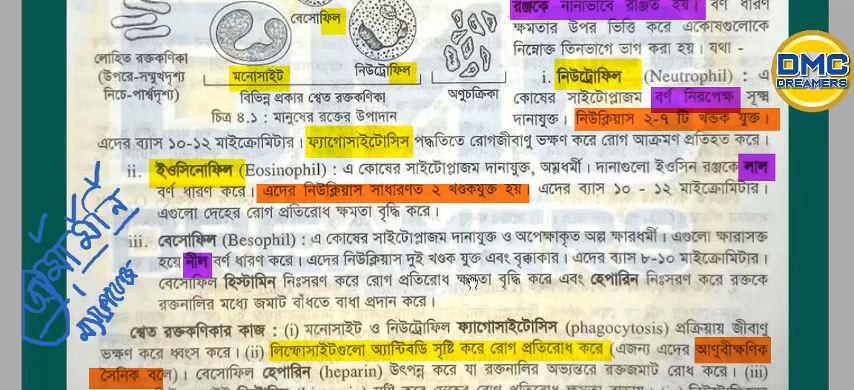 রঞ্জকে নানাভাবে রঞ্জিত হয়। বর্ণ ধারণ
ক্ষমতার উপর ভিত্তি করে একোষগুলোকে
নিম্নোক্ত তিনভাগে ভাগ করা হয়। যথা -
বেসোফিল
লোহিত রক্তকণিকা
(উপরে-সম্মুখদৃশ্য
নিচে-পার্শ্বদৃশ্য)
মনোসাইট
নিউট্রোফিল
বিভিন্ন প্রকার শ্বেত রক্তকণিকা
অণুচক্রিকা
চিত্র ৪.১ : মানুষের রক্তের উপাদান
i. নিউট্রোফিল (Neutrophil) : এ
কোষের সাইটোপ্লাজম বর্ণ নিরপেক্ষ সূক্ষ্ম
দানাযুক্ত। নিউক্লিয়াস ২-৭ টি খন্ডক যুক্ত।
এদের ব্যাস ১০-১২ মাইক্রোমিটার। ফ্যাগোসাইটোসিস পদ্ধতিতে রোগজীবাণু ভক্ষণ করে রোগ আক্রমণ প্রতিহত করে।
ii. ইওসিনোফিল (Eosinophil) : এ কোষের সাইটোপ্লাজম দানাযুক্ত, অম্লধর্মী। দানাগুলো ইওসিন রঞ্জকে লাল
বর্ণ ধারণ করে। এদের নিউক্লিয়াস সাধারণত ২ খণ্ডকযুক্ত হয়। এদের ব্যাস ১০ - ১২ মাইক্রোমিটার।
এগুলো দেহের রোগ প্রতিরোধ ক্ষমতা বৃদ্ধি করে।
iii. বেসোফিল (Besophil) : এ কোষের সাইটোপ্লাজম দানাযুক্ত ও অপেক্ষাকৃত অল্প ক্ষারধর্মী। এগুলো ক্ষারাসক্ত
হয়ে নীল বর্ণ ধারণ করে। এদের নিউক্লিয়াস দুই খণ্ডক যুক্ত এবং বৃক্কাকার। এদের ব্যাস ৮-১০ মাইক্রোমিটার।
বেসোফিল হিস্টামিন নিঃসরণ করে রোগ প্রতিরোধ ক্ষমতা বৃদ্ধি করে এবং হেপারিন নিঃসরণ করে রক্তকে
রক্তনালির মধ্যে জমাট বাঁধতে বাধা প্রদান করে।
শ্বেত রক্তকণিকার কাজ : (i) মনোসাইট ও নিউট্রোফিল ফ্যাগোসাইটোসিস (phagocytosis) প্রক্রিয়ায় জীবাণু
ভক্ষণ করে ধ্বংস করে। (ii) লিফোসাইটগুলো অ্যান্টিবডি সৃষ্টি করে রোগ প্রতিরোধ করে (এজন্য এদের আণুবীক্ষণিক
সৈনিক বলে)। বেসোফিল হেপারিন (heparin) উৎপন্ন করে যা রক্তনালির অভ্যন্তরে রক্তজমাট রোধ করে। (iii)
DMC
DREAMERS